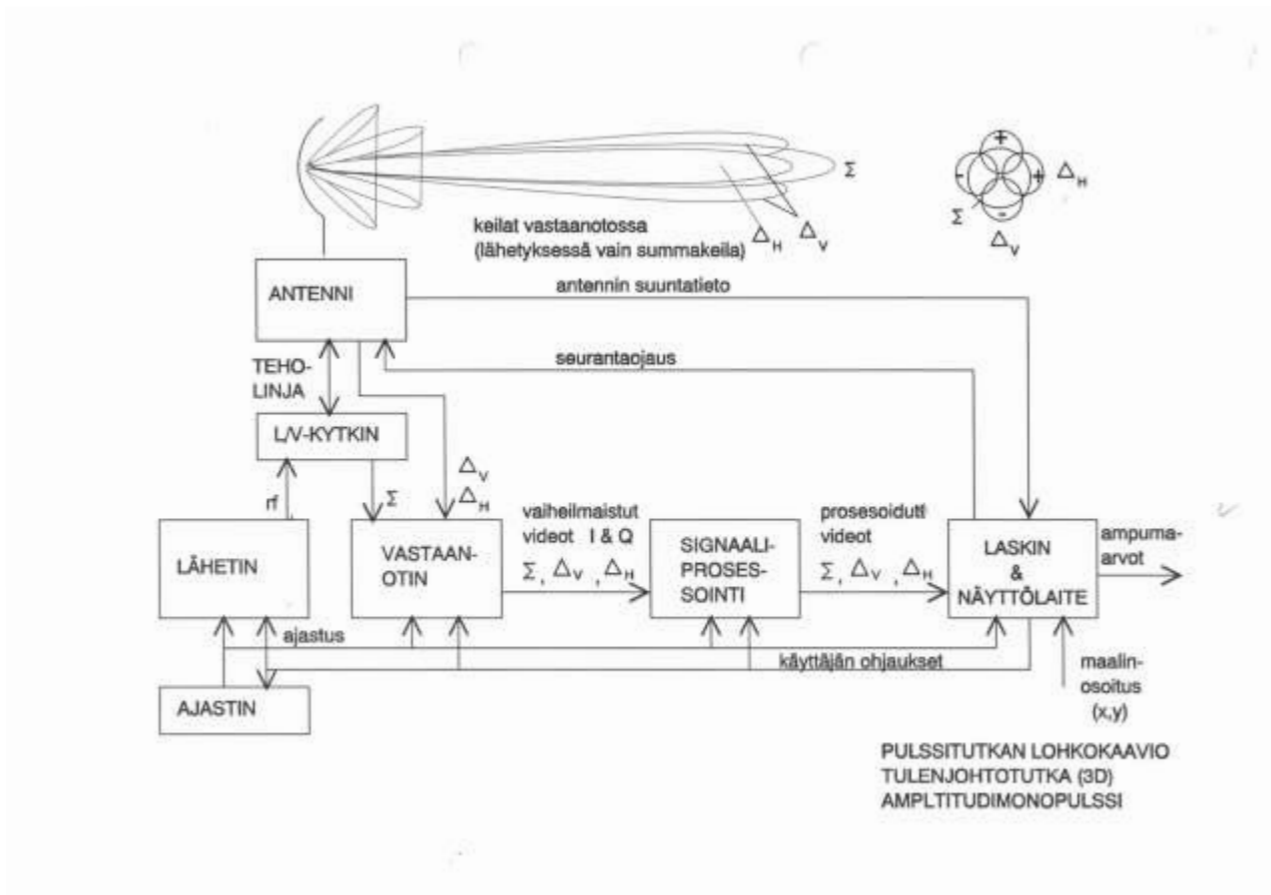 +
-
+
Δ_H
Σ
Σ
-
Δ_V
keilat vastaanotossa
(lähetyksessä vain summakeila)
Δ_H
Δ_V
ANTENNI
antennin suuntatieto
seurantaojaus
TEHO-
LINJA
L/V-KYTKIN
rf
Σ
Δ_V
Δ_H
LÄHETIN
VASTAAN-
OTIN
vaiheilmaistut
videot I & Q
Σ, Δ_V, Δ_H
SIGNAALI-
PROSES-
SOINTI
prosesoidutt
videot
Σ, Δ_V, Δ_H
LASKIN
&
NÄYTTÖLAITE
ampuma-
arvot
ajastus
käyttäjän ohjaukset
maalin-
osoitus
(x,y)
AJASTIN
PULSSITUTKAN LOHKOKAAVIO
TULENJOHTOTUTKA (3D)
AMPLTITUDIMONOPULSSI